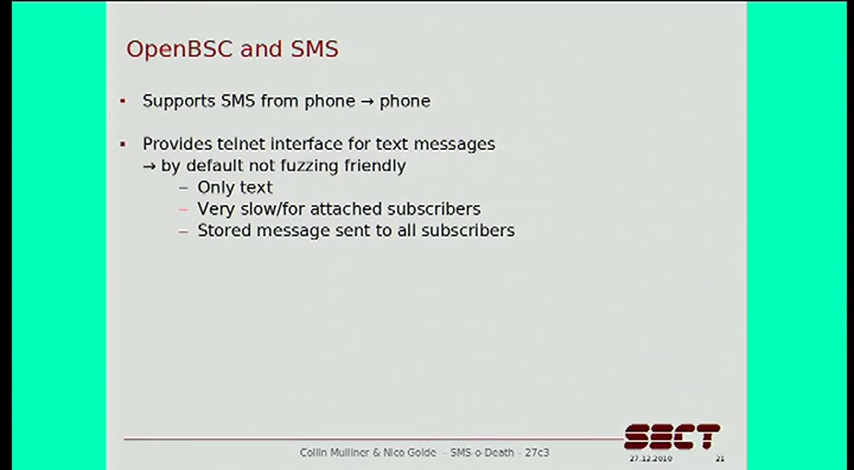 OpenBSC and SMS
▪ Supports SMS from phone → phone
▪ Provides telnet interface for text messages
→ by default not fuzzing friendly
– Only text
– Very slow/for attached subscribers
– Stored message sent to all subscribers
SECT
Collin Mulliner & Nico Golde – SMS-o-Death – 27c3
27.12.2010 21